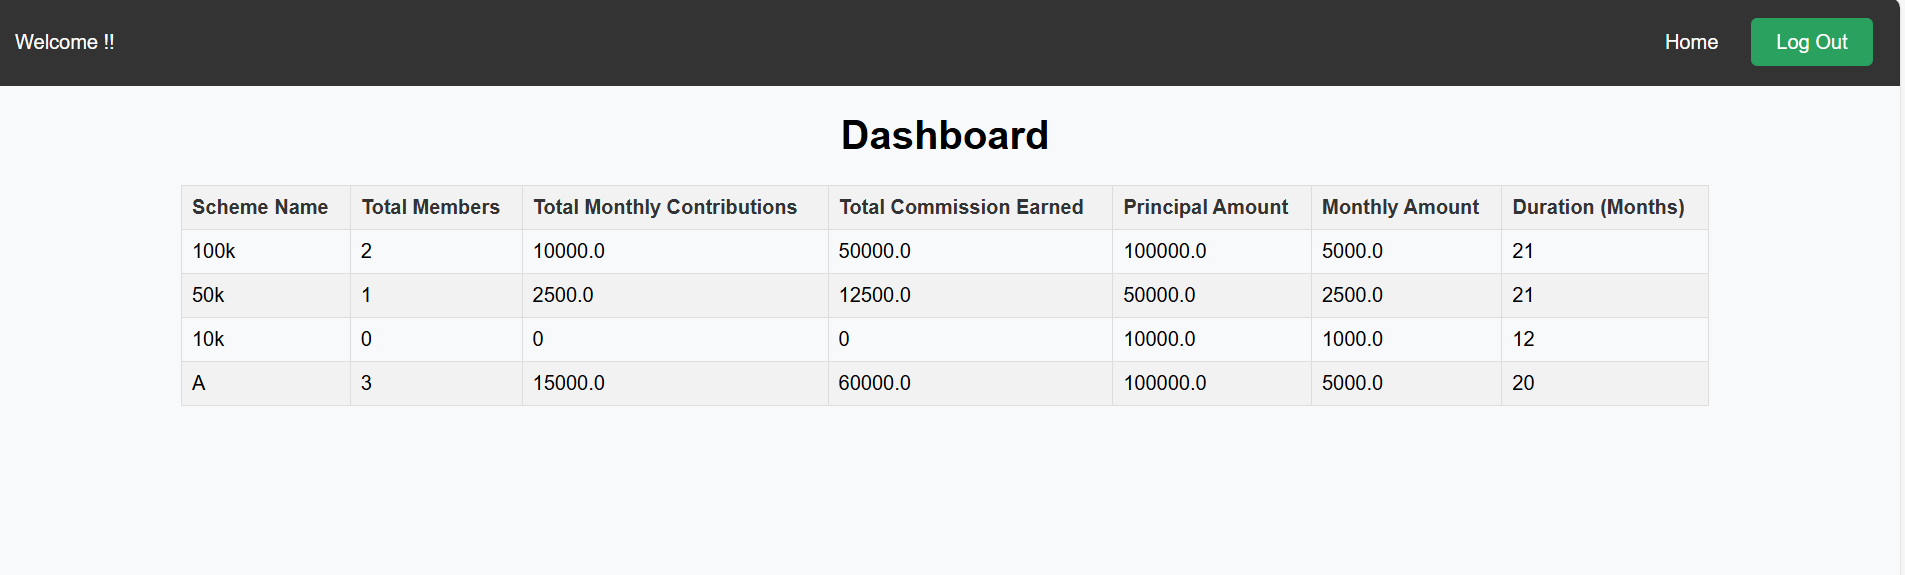 Welcome !! Home Log Out
Dashboard
Scheme Name Total Members Total Monthly Contributions Total Commission Earned Principal Amount Monthly Amount Duration (Months)
100k 2 10000.0 50000.0 100000.0 5000.0 21
50k 1 2500.0 12500.0 50000.0 2500.0 21
10k 0 0 0 10000.0 1000.0 12
A 3 15000.0 60000.0 100000.0 5000.0 20